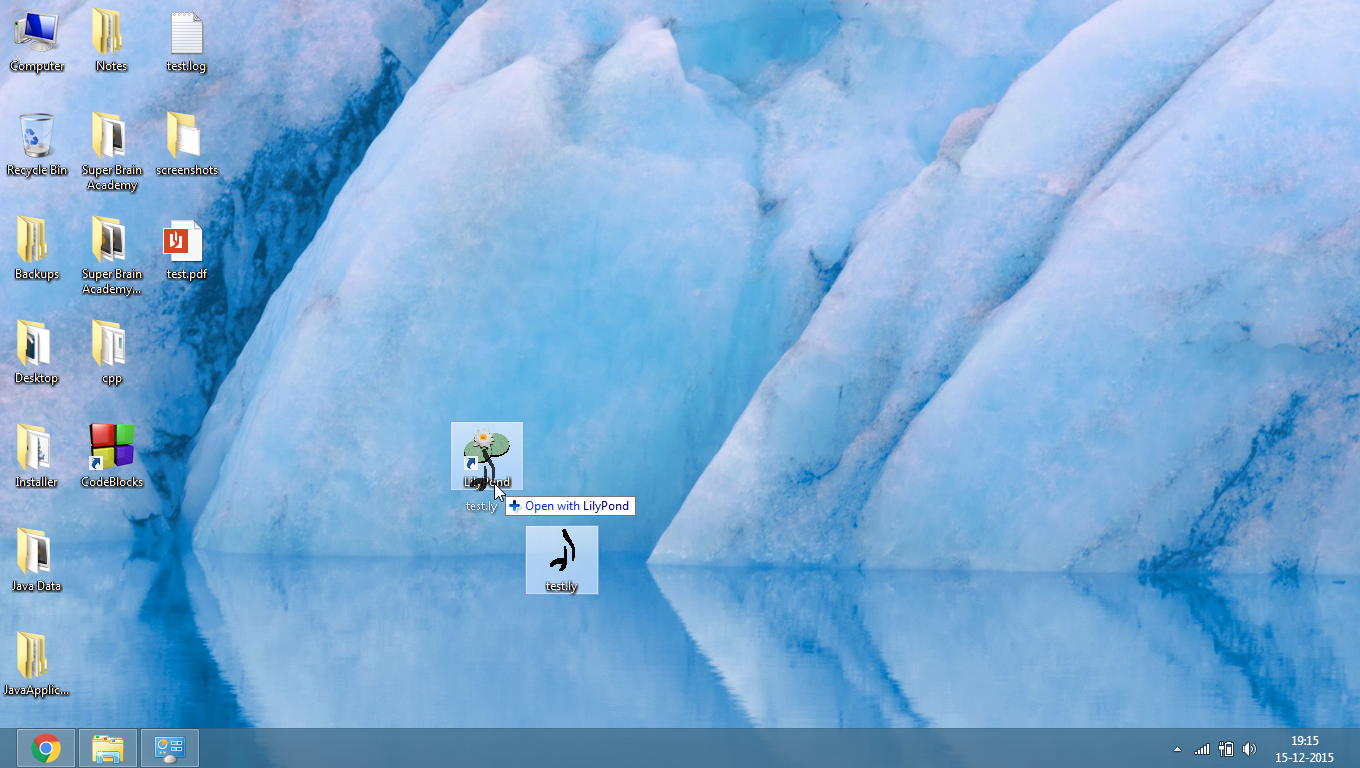 Computer
Notes
test.log
Recycle Bin
Super Brain
Academy
screenshots
Backups
Super Brain
Academy...
test.pdf
Desktop
cpp
Installer
CodeBlocks
LilyPond
test.ly
Open with LilyPond
test.ly
Java Data
JavaApplic...
19:15
15-12-2015